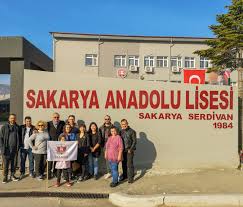 SAKARYA ANADOLU LİSESİ
SAKARYA SERDİVAN
1984